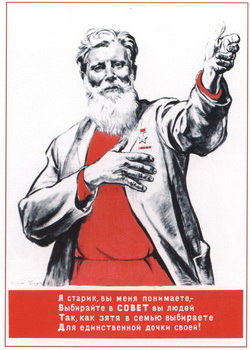 Я старик, вы меня понимаете,-
Выбирайте в СОВЕТ вы людей
Так, как зятя в семью выбираете
Для единственной дочки своей!